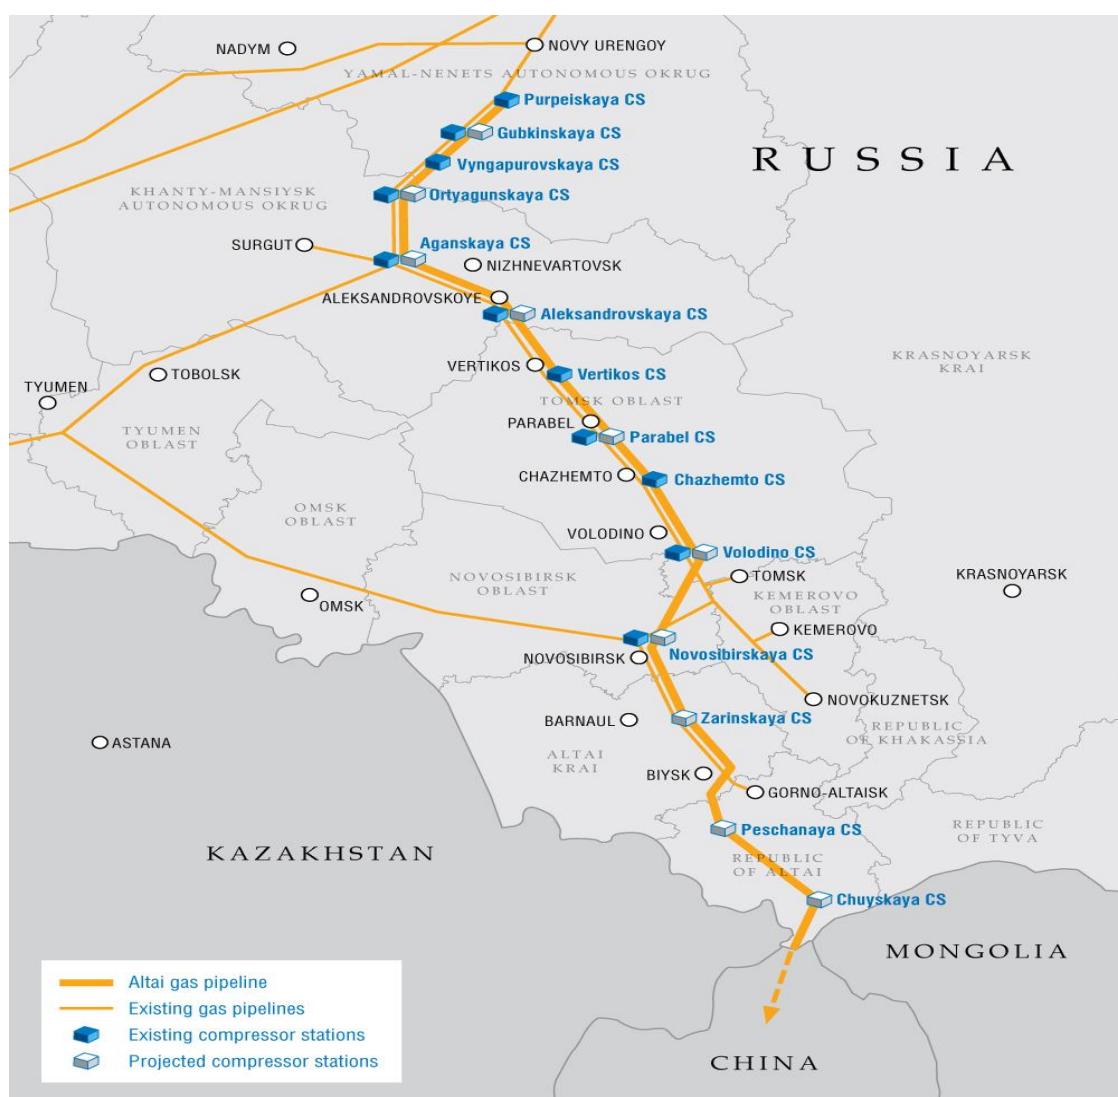 NADYM
NOVY URENGOY
YAMAL-NENETS AUTONOMOUS OKRUG
Purpeiskaya CS
Gubkinskaya CS
RUSSIA
Vyngapurovskaya CS
KHANTY-MANSIYSK
AUTONOMOUS OKRUG
Ortyagunskaya CS
SURGUT
Aganskaya CS
NIZHNEVARTOVSK
ALEKSANDROVSKOYE
Aleksandrovskaya CS
KRASNOYARSK
KRAI
VERTIKOS
Vertikos CS
TOBOLSK
TYUMEN
TOMSK OBLAST
PARABEL
Parabel CS
TYUMEN
OBLAST
CHAZHEMTO
Chazhemto CS
OMSK
OBLAST
VOLODINO
Volodino CS
TOMSK
KRASNOYARSK
NOVOSIBIRSK
OBLAST
KEMEROVO
OBLAST
OMSK
KEMEROVO
NOVOSIBIRSK
Novosibirskaya CS
NOVOKUZNETSK
BARNAUL
Zarinskaya CS
REPUBLIC
OF KHAKASSIA
ASTANA
ALTAI
KRAI
BIYSK
GORNO-ALTAISK
Peschanaya CS
REPUBLIC
OF TYVA
KAZAKHSTAN
REPUBLIC
OF ALTAI
Chuyskaya CS
MONGOLIA
Altai gas pipeline
Existing gas pipelines
Existing compressor stations
Projected compressor stations
CHINA